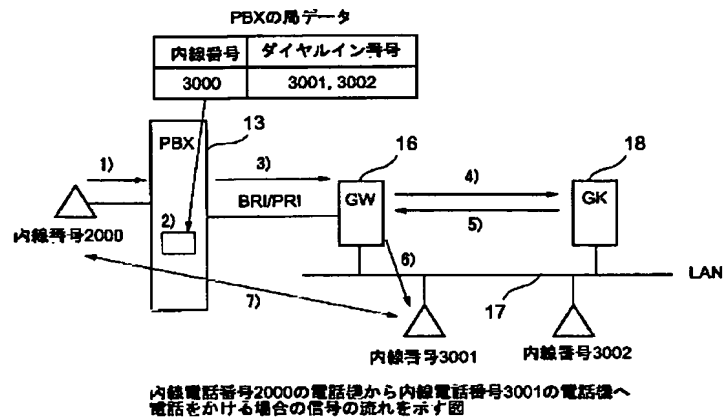 PBXの局データ
内線番号 ダイヤルイン番号
3000 3001, 3002
13
PBX
16
18
1)
3)
GW
4)
GK
BRI/PRI
5)
2)
内線番号2000
6)
LAN
7)
17
内線番号3001
内線番号3002
内線電話番号2000の電話機から内線電話番号3001の電話機へ
電話をかける場合の信号の流れを示す図